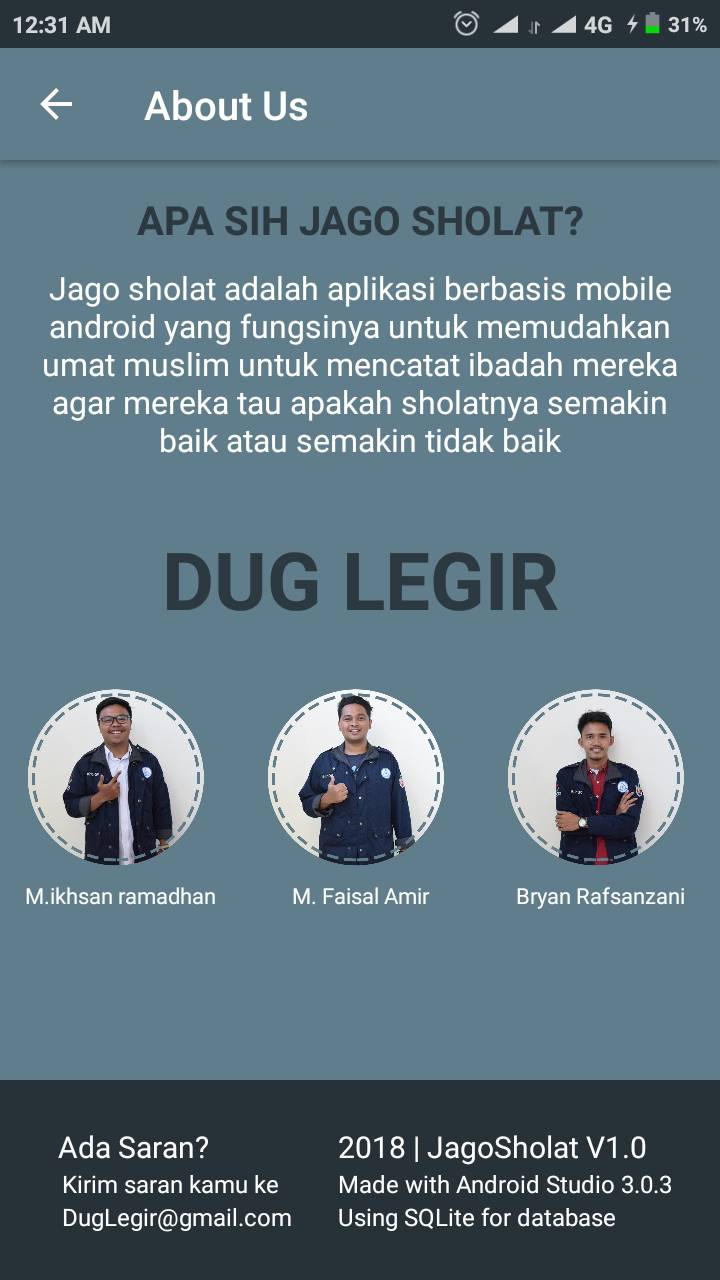 12:31 AM 4G 31%
About Us
APA SIH JAGO SHOLAT?
Jago sholat adalah aplikasi berbasis mobile
android yang fungsinya untuk memudahkan
umat muslim untuk mencatat ibadah mereka
agar mereka tau apakah sholatnya semakin
baik atau semakin tidak baik
DUG LEGIR
M.ikhsan ramadhan
M. Faisal Amir
Bryan Rafsanzani
Ada Saran?
Kirim saran kamu ke
DugLegir@gmail.com
2018 | JagoSholat V1.0
Made with Android Studio 3.0.3
Using SQLite for database